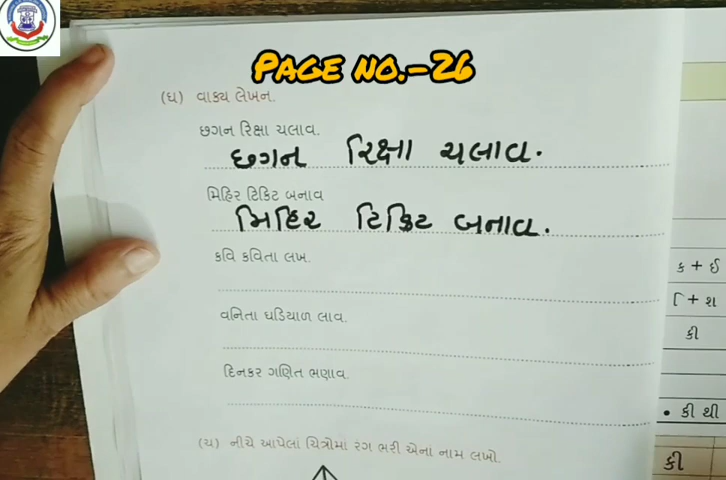 PAGE NO.-26
(ઘ) વાક્ય લેખન.
છગન રિક્ષા ચલાવ.
છગન રિક્ષા ચલાવ.
મિહિર ટિકિટ બનાવ
મિહિર ટિકિટ બનાવ.
કવિ કવિતા લખ.
વનિતા ઘડિયાળ લાવ.
દિનકર ગણિત ભણાવ.
(ચ) નીચે આપેલાં ચિત્રોમાં રંગ ભરી એનાં નામ લખો.
ક + ઈ
ી + શ
કી
• કી થી
કી